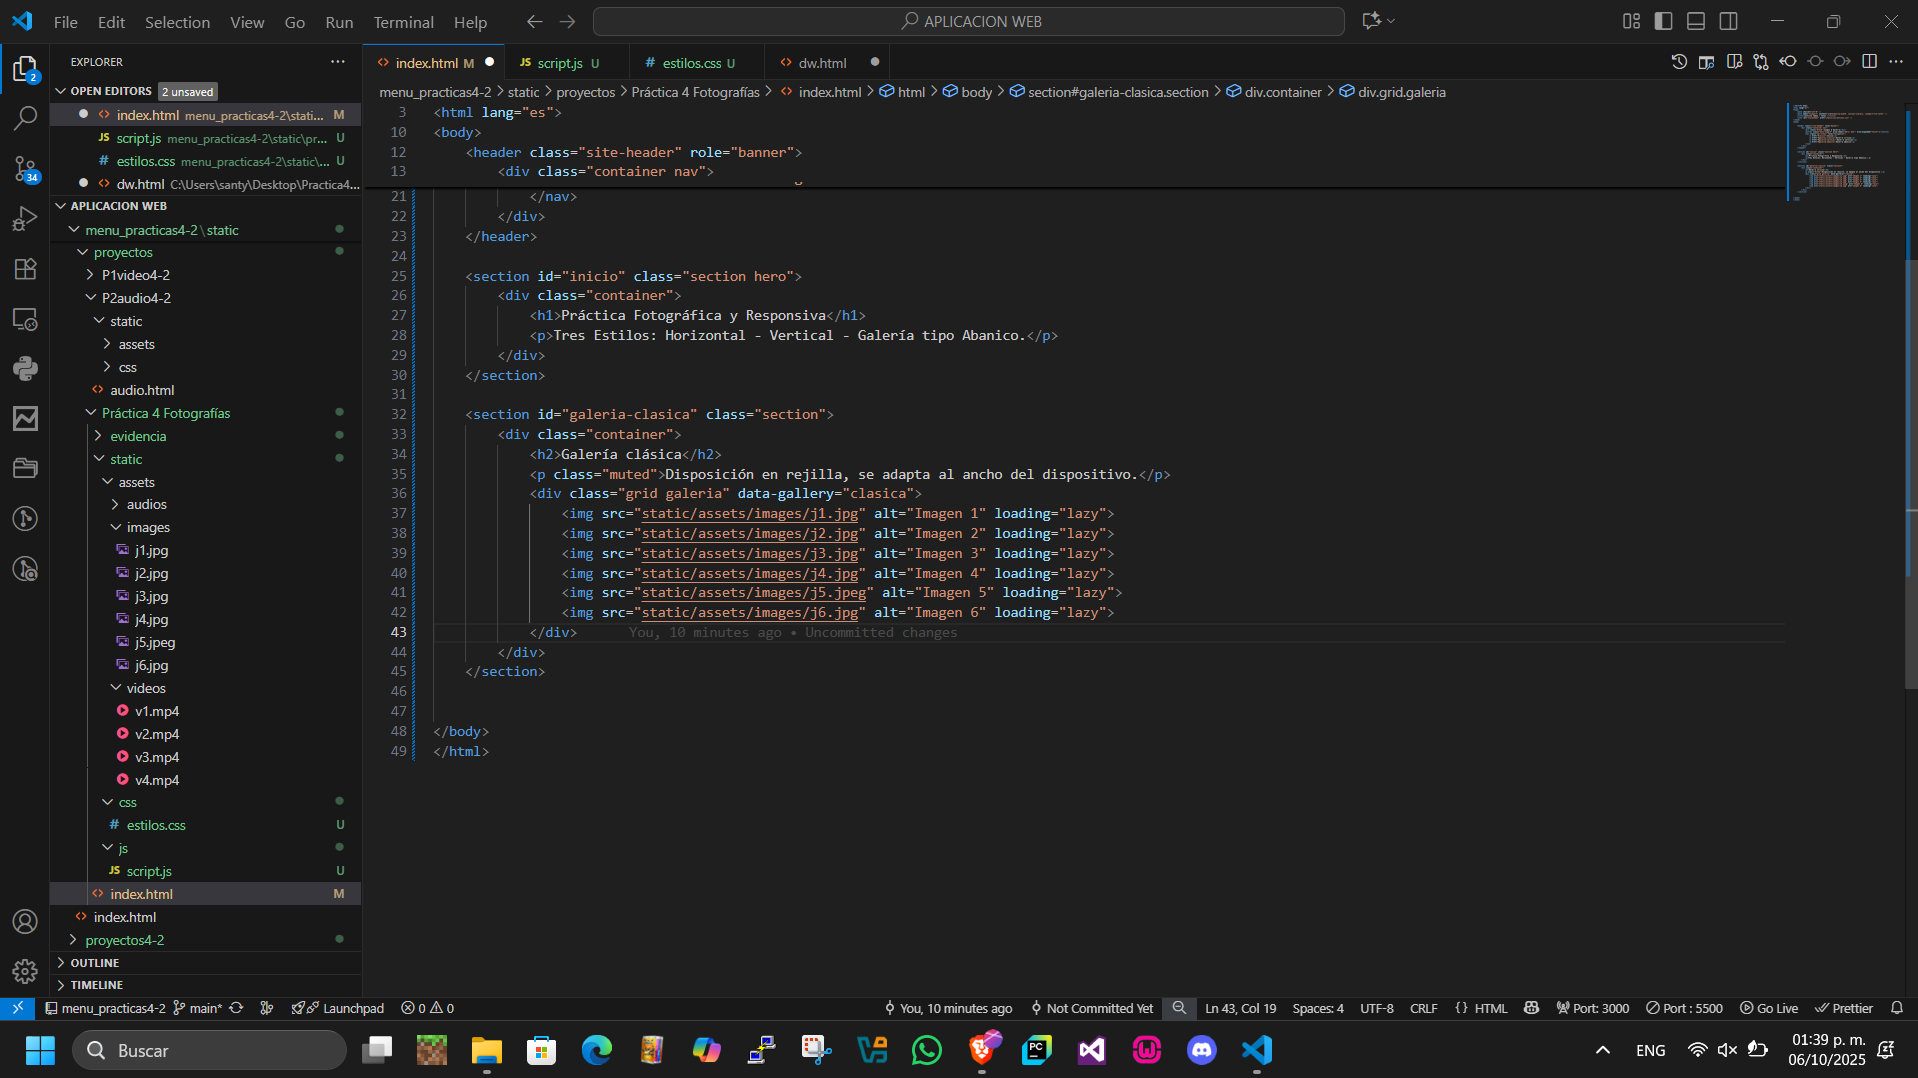 File Edit Selection View Go Run Terminal Help
APLICACION WEB
EXPLORER
OPEN EDITORS 2 unsaved
index.html menu_practicas4-2\stati... M
JS script.js menu_practicas4-2\static\pr... U
# estilos.css menu_practicas4-2\static\... U
dw.html C:\Users\santy\Desktop\Practica4...
APLICACION WEB
menu_practicas4-2\static
proyectos
P1video4-2
P2audio4-2
static
assets
css
audio.html
Práctica 4 Fotografías
evidencia
static
assets
audios
images
j1.jpg
j2.jpg
j3.jpg
j4.jpg
j5.jpeg
j6.jpg
videos
v1.mp4
v2.mp4
v3.mp4
v4.mp4
css
# estilos.css U
js
JS script.js U
index.html M
index.html
proyectos4-2
OUTLINE
TIMELINE
2
34
index.html M
JS script.js U
# estilos.css U
dw.html
menu_practicas4-2 > static > proyectos > Práctica 4 Fotografías > index.html > html > body > section#galeria-clasica.section > div.container > div.grid.galeria
3 <html lang="es">
10 <body>
12 <header class="site-header" role="banner">
13 <div class="container nav">
21 </nav>
22 </div>
23 </header>
24
25 <section id="inicio" class="section hero">
26 <div class="container">
27 <h1>Práctica Fotográfica y Responsiva</h1>
28 <p>Tres Estilos: Horizontal - Vertical - Galería tipo Abanico.</p>
29 </div>
30 </section>
31
32 <section id="galeria-clasica" class="section">
33 <div class="container">
34 <h2>Galería clásica</h2>
35 <p class="muted">Disposición en rejilla, se adapta al ancho del dispositivo.</p>
36 <div class="grid galeria" data-gallery="clasica">
37 <img src="static/assets/images/j1.jpg" alt="Imagen 1" loading="lazy">
38 <img src="static/assets/images/j2.jpg" alt="Imagen 2" loading="lazy">
39 <img src="static/assets/images/j3.jpg" alt="Imagen 3" loading="lazy">
40 <img src="static/assets/images/j4.jpg" alt="Imagen 4" loading="lazy">
41 <img src="static/assets/images/j5.jpeg" alt="Imagen 5" loading="lazy">
42 <img src="static/assets/images/j6.jpg" alt="Imagen 6" loading="lazy">
43 </div> You, 10 minutes ago • Uncommitted changes
44 </div>
45 </section>
46
47
48 </body>
49 </html>
menu_practicas4-2 main* Launchpad 0 0 You, 10 minutes ago Not Committed Yet Ln 43, Col 19 Spaces: 4 UTF-8 CRLF {} HTML Port: 3000 Port : 5500 Go Live Prettier
Buscar
PC
ENG
01:39 p. m.
06/10/2025